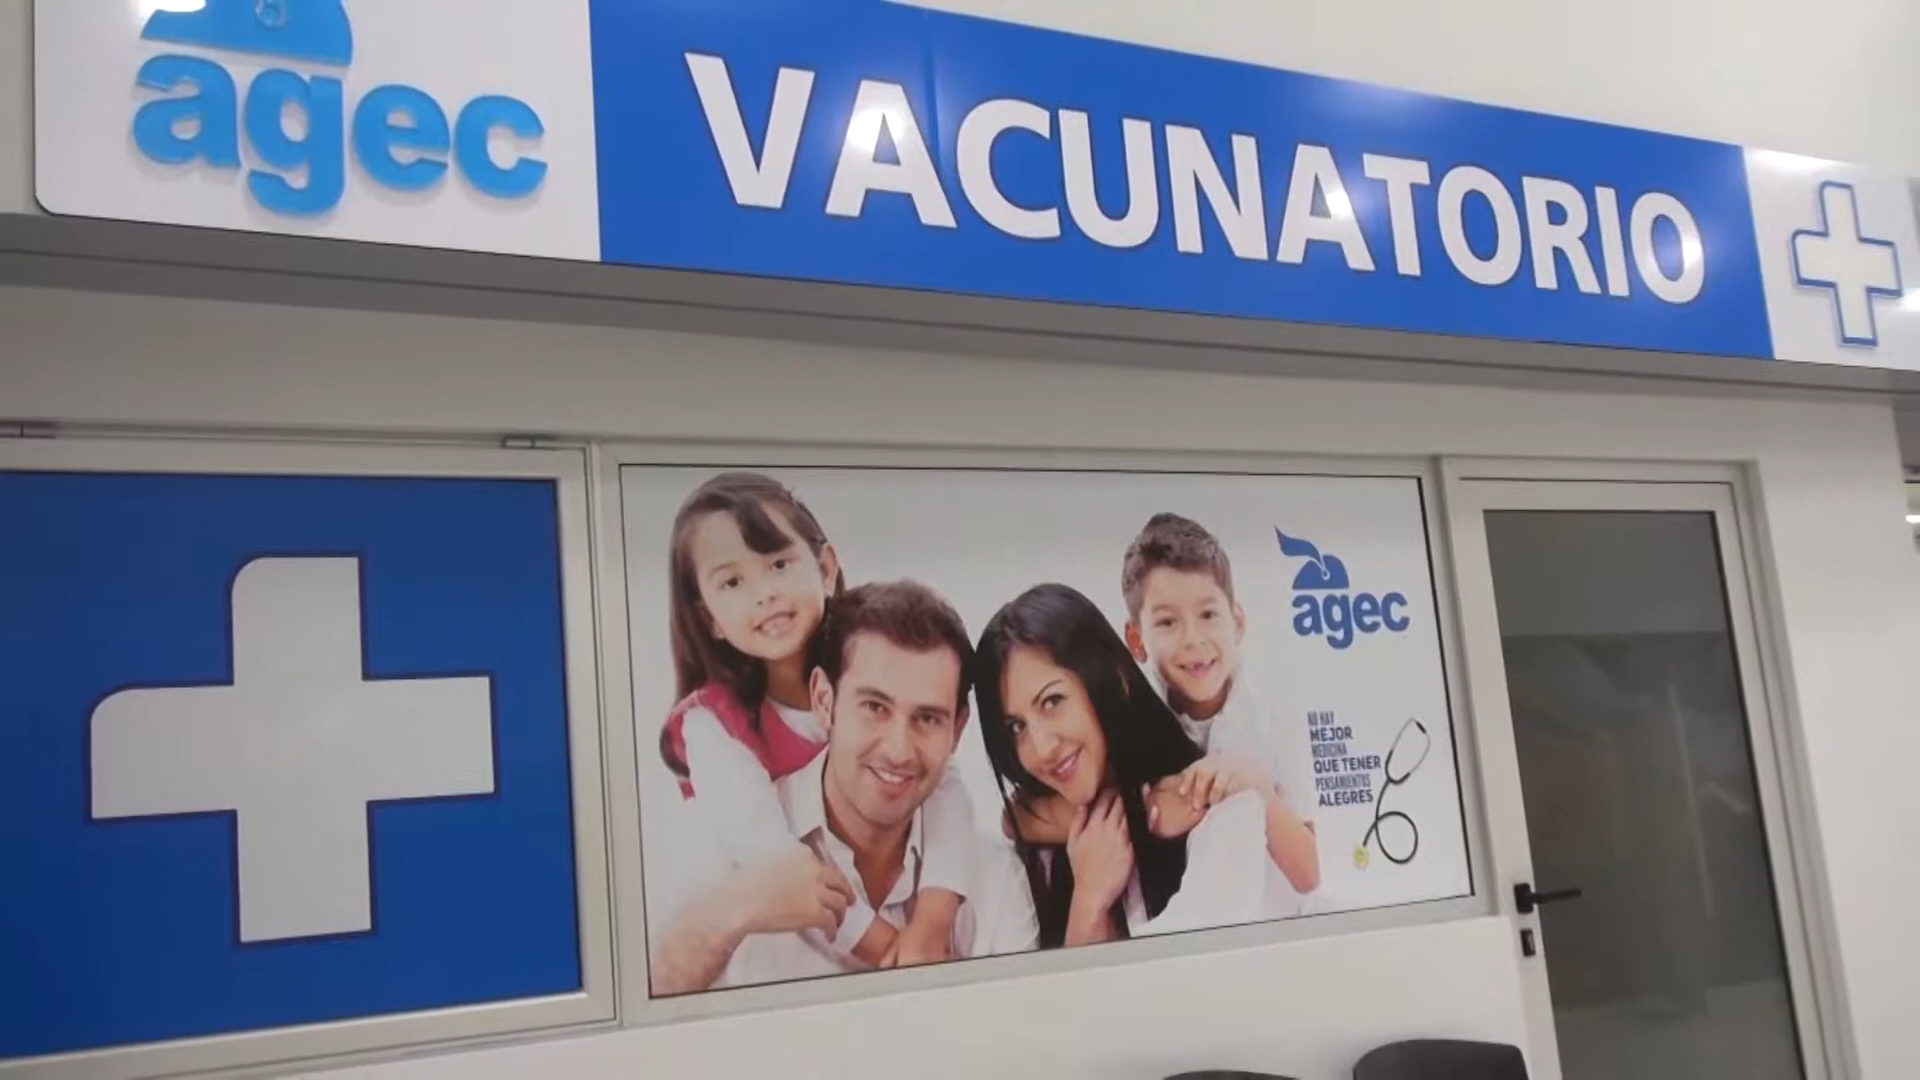 agec
VACUNATORIO
agec
NO HAY
MEJOR
MEDICINA
QUE TENER
PENSAMIENTOS
ALEGRES